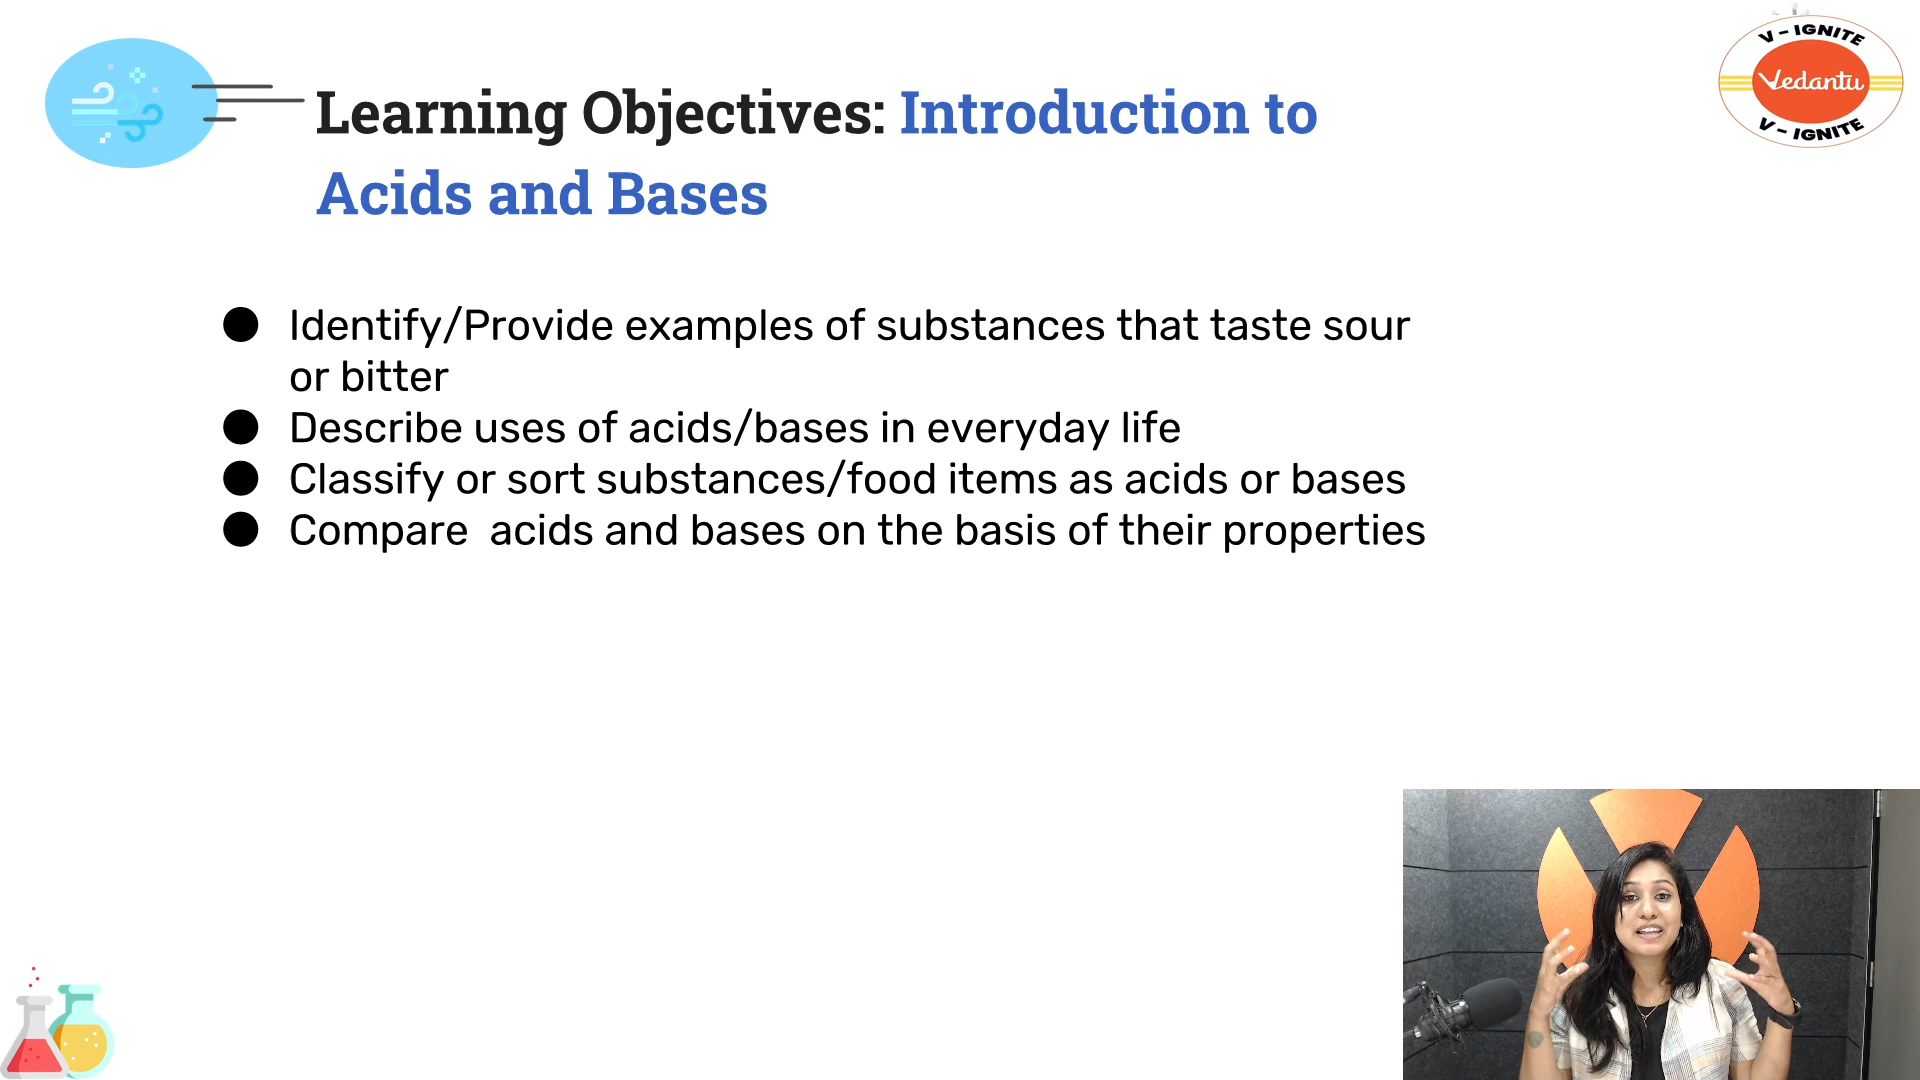 V - IGNITE
Vedantu
V - IGNITE
Learning Objectives: Introduction to
Acids and Bases
● Identify/Provide examples of substances that taste sour
or bitter
● Describe uses of acids/bases in everyday life
● Classify or sort substances/food items as acids or bases
● Compare  acids and bases on the basis of their properties